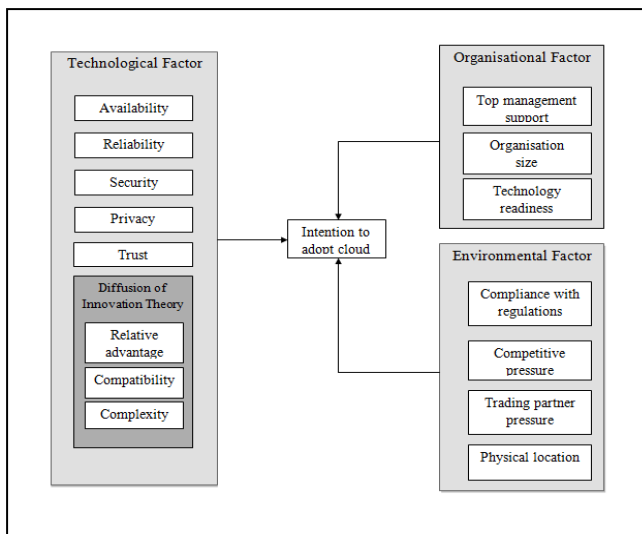 Technological Factor
Availability
Reliability
Security
Privacy
Trust
Diffusion of
Innovation Theory
Relative
advantage
Compatibility
Complexity
Intention to
adopt cloud
Organisational Factor
Top management
support
Organisation
size
Technology
readiness
Environmental Factor
Compliance with
regulations
Competitive
pressure
Trading partner
pressure
Physical location